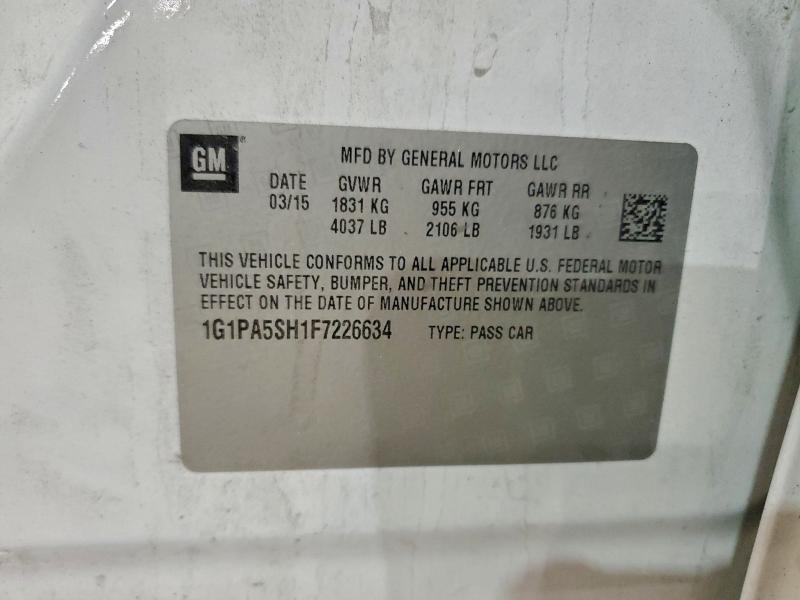 GM
MFD BY GENERAL MOTORS LLC
DATE GVWR GAWR FRT GAWR RR
03/15 1831 KG 955 KG 876 KG
4037 LB 2106 LB 1931 LB
THIS VEHICLE CONFORMS TO ALL APPLICABLE U.S. FEDERAL MOTOR
VEHICLE SAFETY, BUMPER, AND THEFT PREVENTION STANDARDS IN
EFFECT ON THE DATE OF MANUFACTURE SHOWN ABOVE.
1G1PA5SH1F7226634 TYPE: PASS CAR